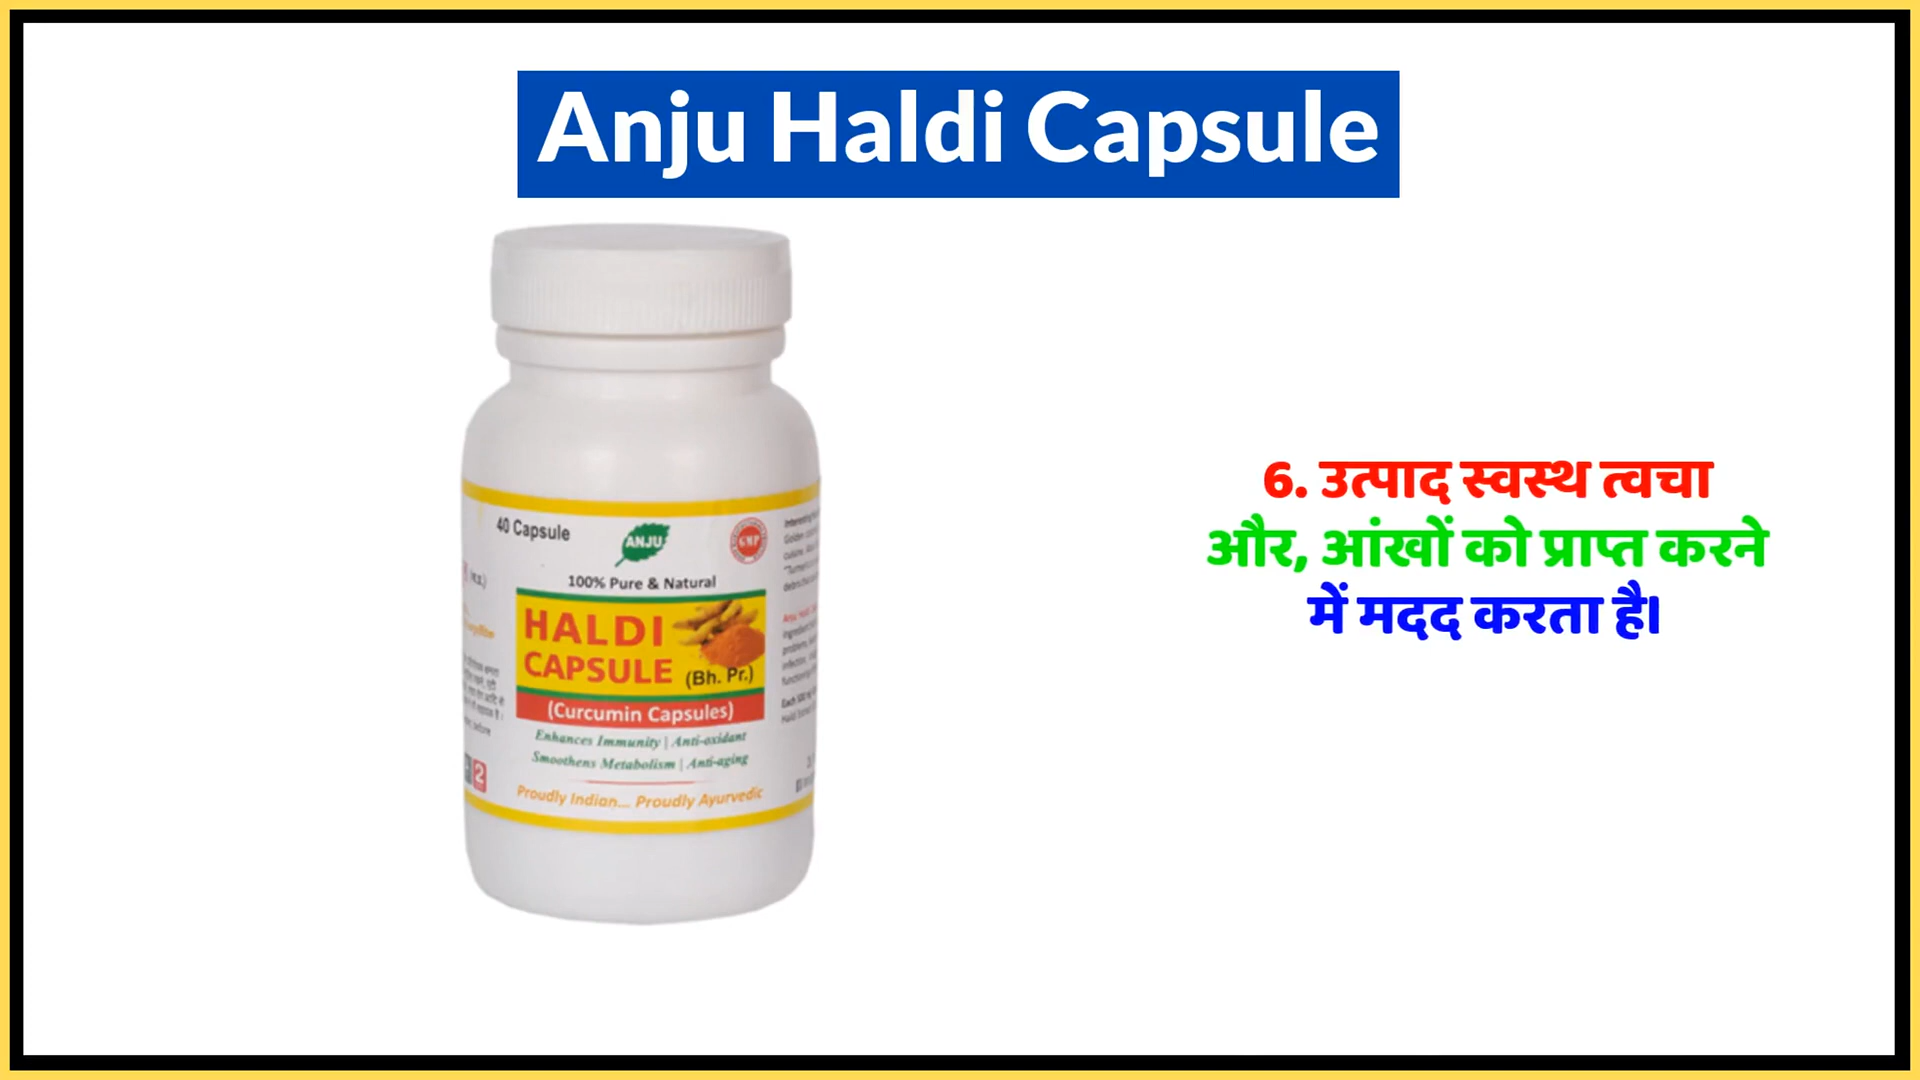 Anju Haldi Capsule
40 Capsule
ANJU
GMP
100% Pure & Natural
HALDI
CAPSULE (Bh. Pr.)
(Curcumin Capsules)
Enhances Immunity | Anti-oxidant
Smoothens Metabolism | Anti-aging
Proudly Indian... Proudly Ayurvedic
6. उत्पाद स्वस्थ त्वचा
और, आंखों को प्राप्त करने
में मदद करता है।